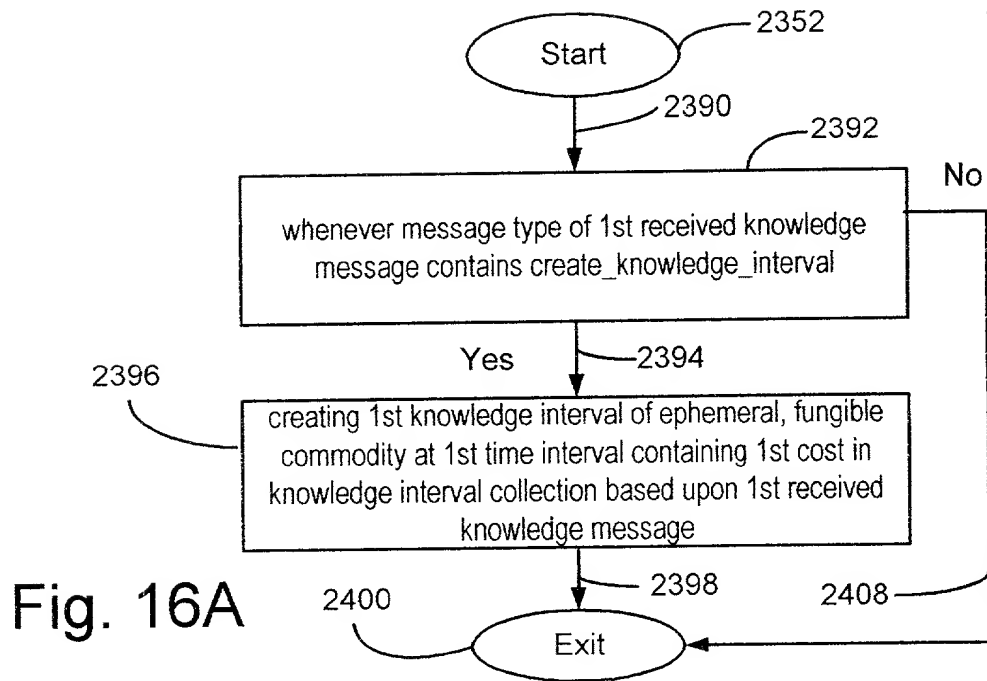 2352
Start
2390
2392
No
whenever message type of 1st received knowledge
message contains create_knowledge_interval
Yes
2394
2396
creating 1st knowledge interval of ephemeral, fungible
commodity at 1st time interval containing 1st cost in
knowledge interval collection based upon 1st received
knowledge message
2398
2408
Fig. 16A
2400
Exit